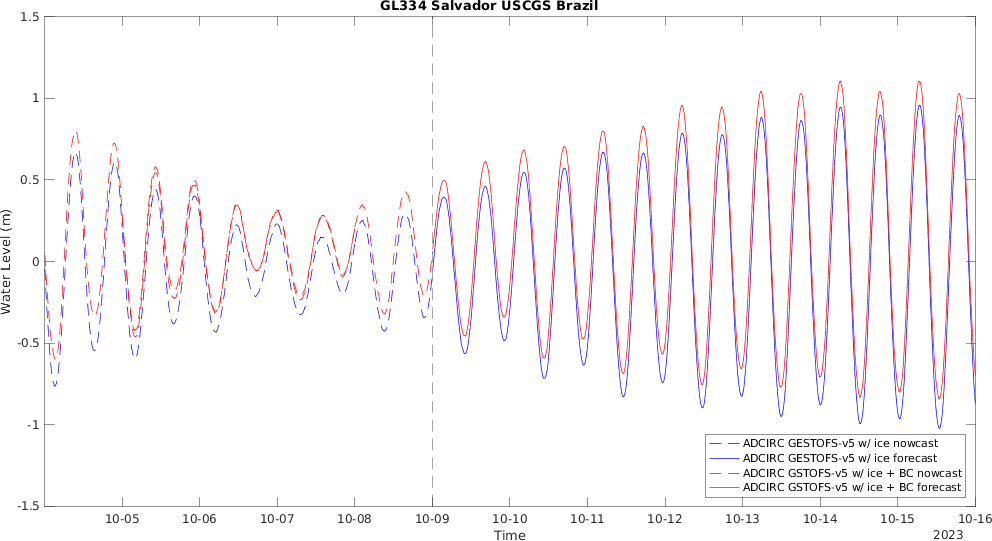 GL334 Salvador USCGS Brazil
1.5
1
0.5
0
-0.5
-1
-1.5
Water Level (m)
ADCIRC GESTOFS-v5 w/ ice nowcast
ADCIRC GESTOFS-v5 w/ ice forecast
ADCIRC GSTOFS-v5 w/ ice + BC nowcast
ADCIRC GSTOFS-v5 w/ ice + BC forecast
10-05 10-06 10-07 10-08 10-09 10-10 10-11 10-12 10-13 10-14 10-15 10-16
Time
2023